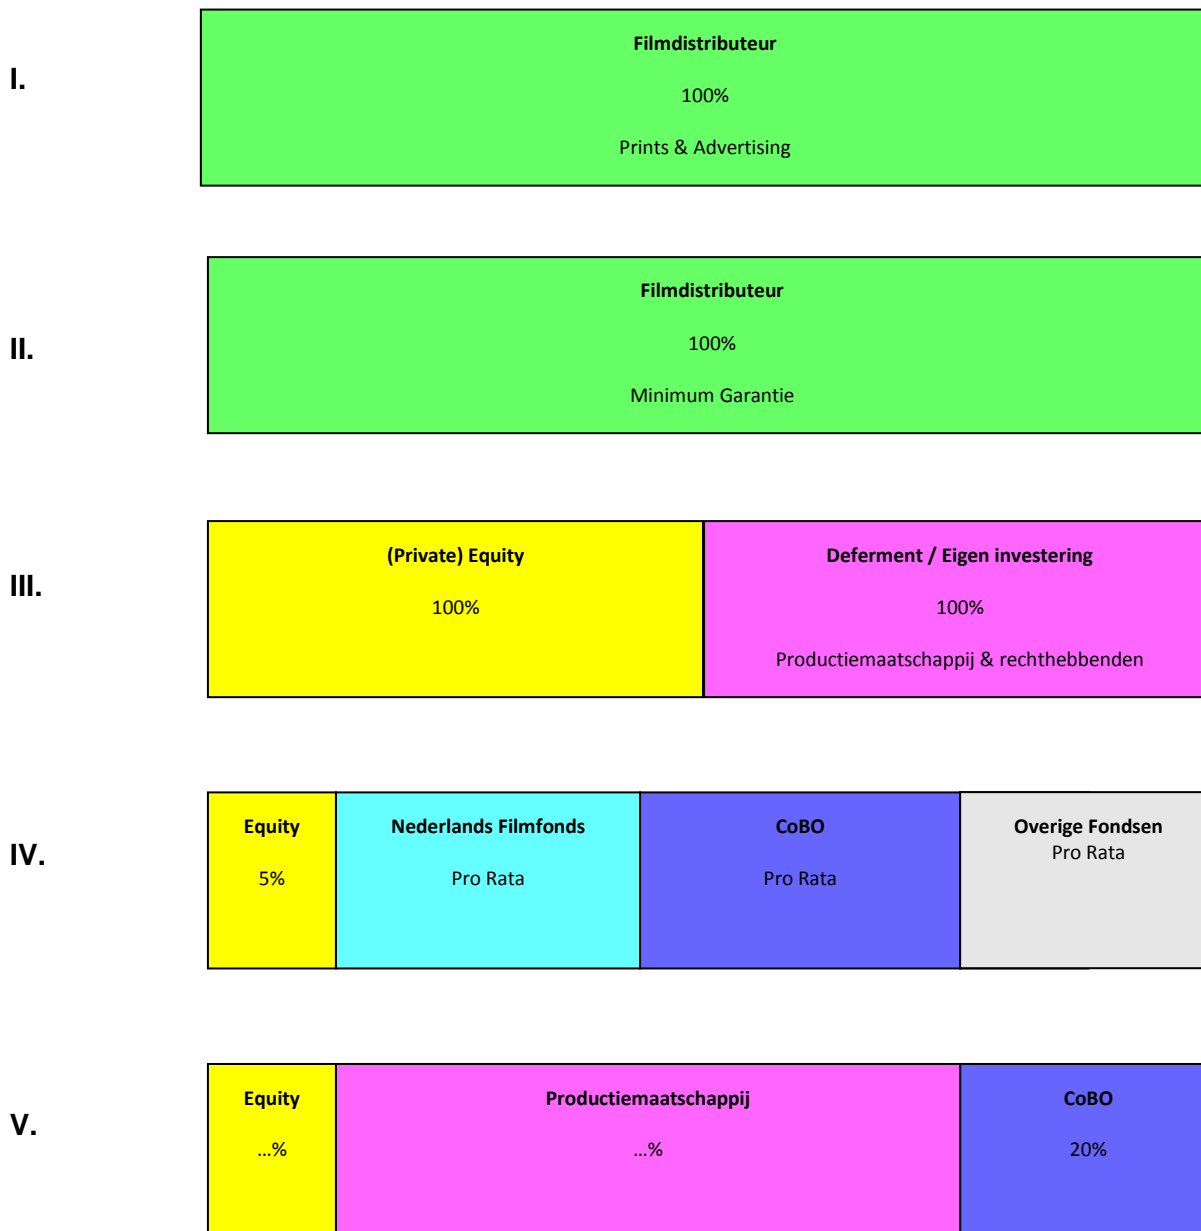 I.
Filmdistributeur
100%
Prints & Advertising
II.
Filmdistributeur
100%
Minimum Garantie
III.
(Private) Equity
100%
Deferment / Eigen investering
100%
Productiemaatschappij & rechthebbenden
IV.
Equity
5%
Nederlands Filmfonds
Pro Rata
CoBO
Pro Rata
Overige Fondsen
Pro Rata
V.
Equity
...%
Productiemaatschappij
...%
CoBO
20%